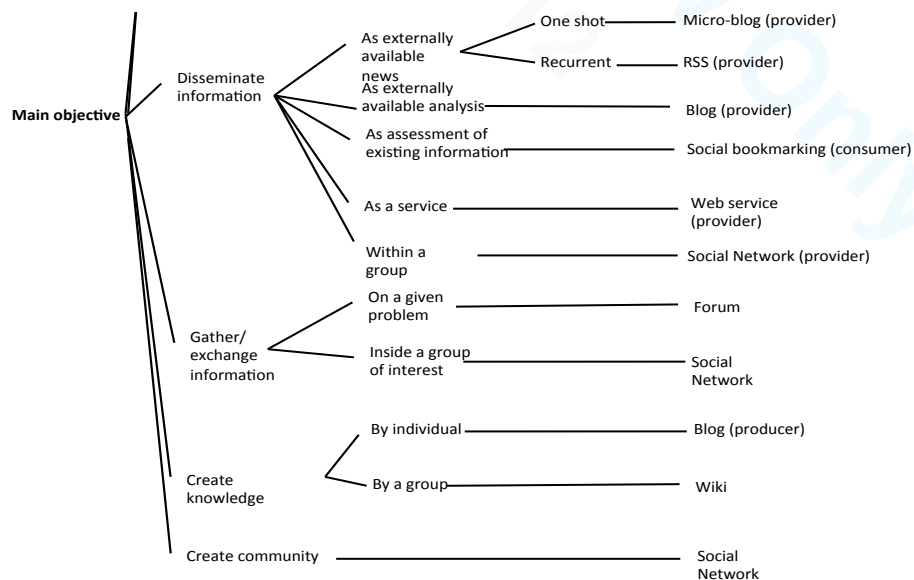 Main objective
Disseminate
information
As externally
available
news
One shot
Micro-blog (provider)
Recurrent
RSS (provider)
As externally
available analysis
Blog (provider)
As assessment of
existing information
Social bookmarking (consumer)
As a service
Web service
(provider)
Within a
group
Social Network (provider)
Gather/
exchange
information
On a given
problem
Forum
Inside a group
of interest
Social
Network
Create
knowledge
By individual
Blog (producer)
By a group
Wiki
Create community
Social
Network
Only